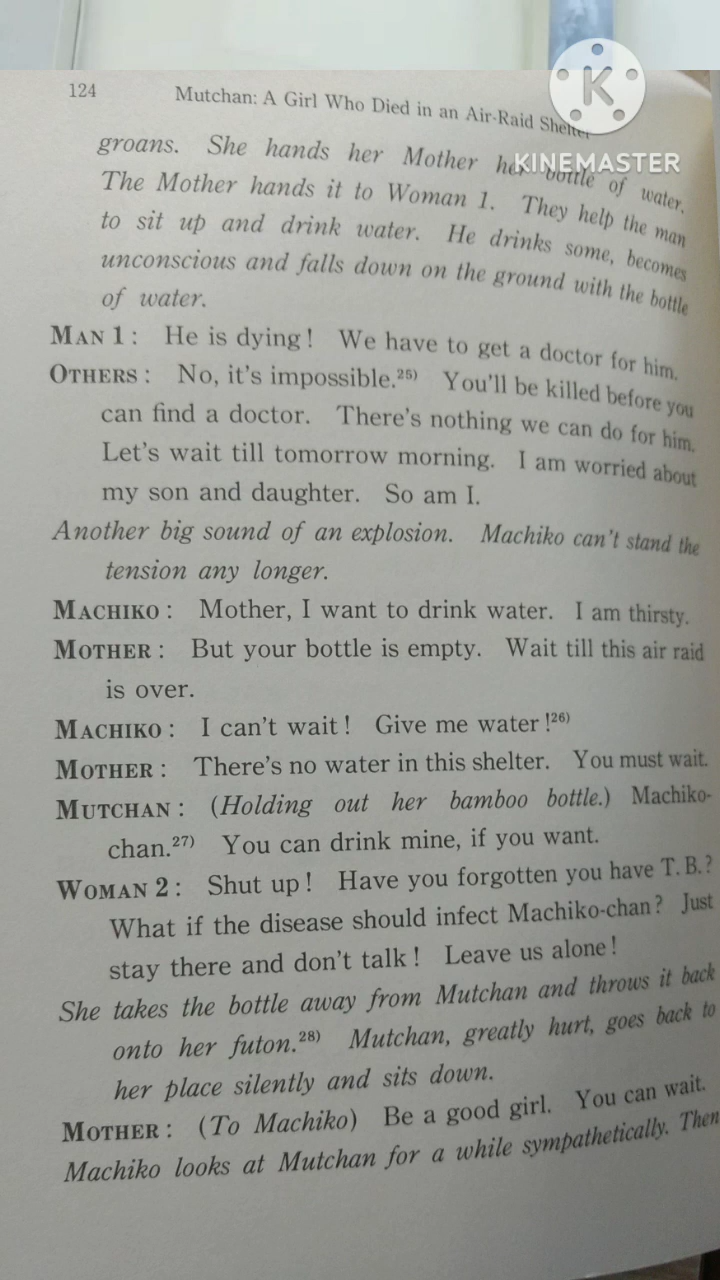 124 Mutchan: A Girl Who Died in an Air-Raid Shelter
KINEMASTER
groans. She hands her Mother her bottle of water.
The Mother hands it to Woman 1. They help the man
to sit up and drink water. He drinks some, becomes
unconscious and falls down on the ground with the bottle
of water.
MAN 1: He is dying! We have to get a doctor for him.
OTHERS: No, it's impossible.25) You'll be killed before you
can find a doctor. There's nothing we can do for him.
Let's wait till tomorrow morning. I am worried about
my son and daughter. So am I.
Another big sound of an explosion. Machiko can't stand the
tension any longer.
MACHIKO: Mother, I want to drink water. I am thirsty.
MOTHER: But your bottle is empty. Wait till this air raid
is over.
MACHIKO: I can't wait! Give me water!26)
MOTHER: There's no water in this shelter. You must wait.
MUTCHAN: (Holding out her bamboo bottle.) Machiko-
chan.27) You can drink mine, if you want.
WOMAN 2: Shut up! Have you forgotten you have T.B.?
What if the disease should infect Machiko-chan? Just
stay there and don't talk! Leave us alone!
She takes the bottle away from Mutchan and throws it back
onto her futon.28) Mutchan, greatly hurt, goes back to
her place silently and sits down.
MOTHER: (To Machiko) Be a good girl. You can wait.
Machiko looks at Mutchan for a while sympathetically. Then